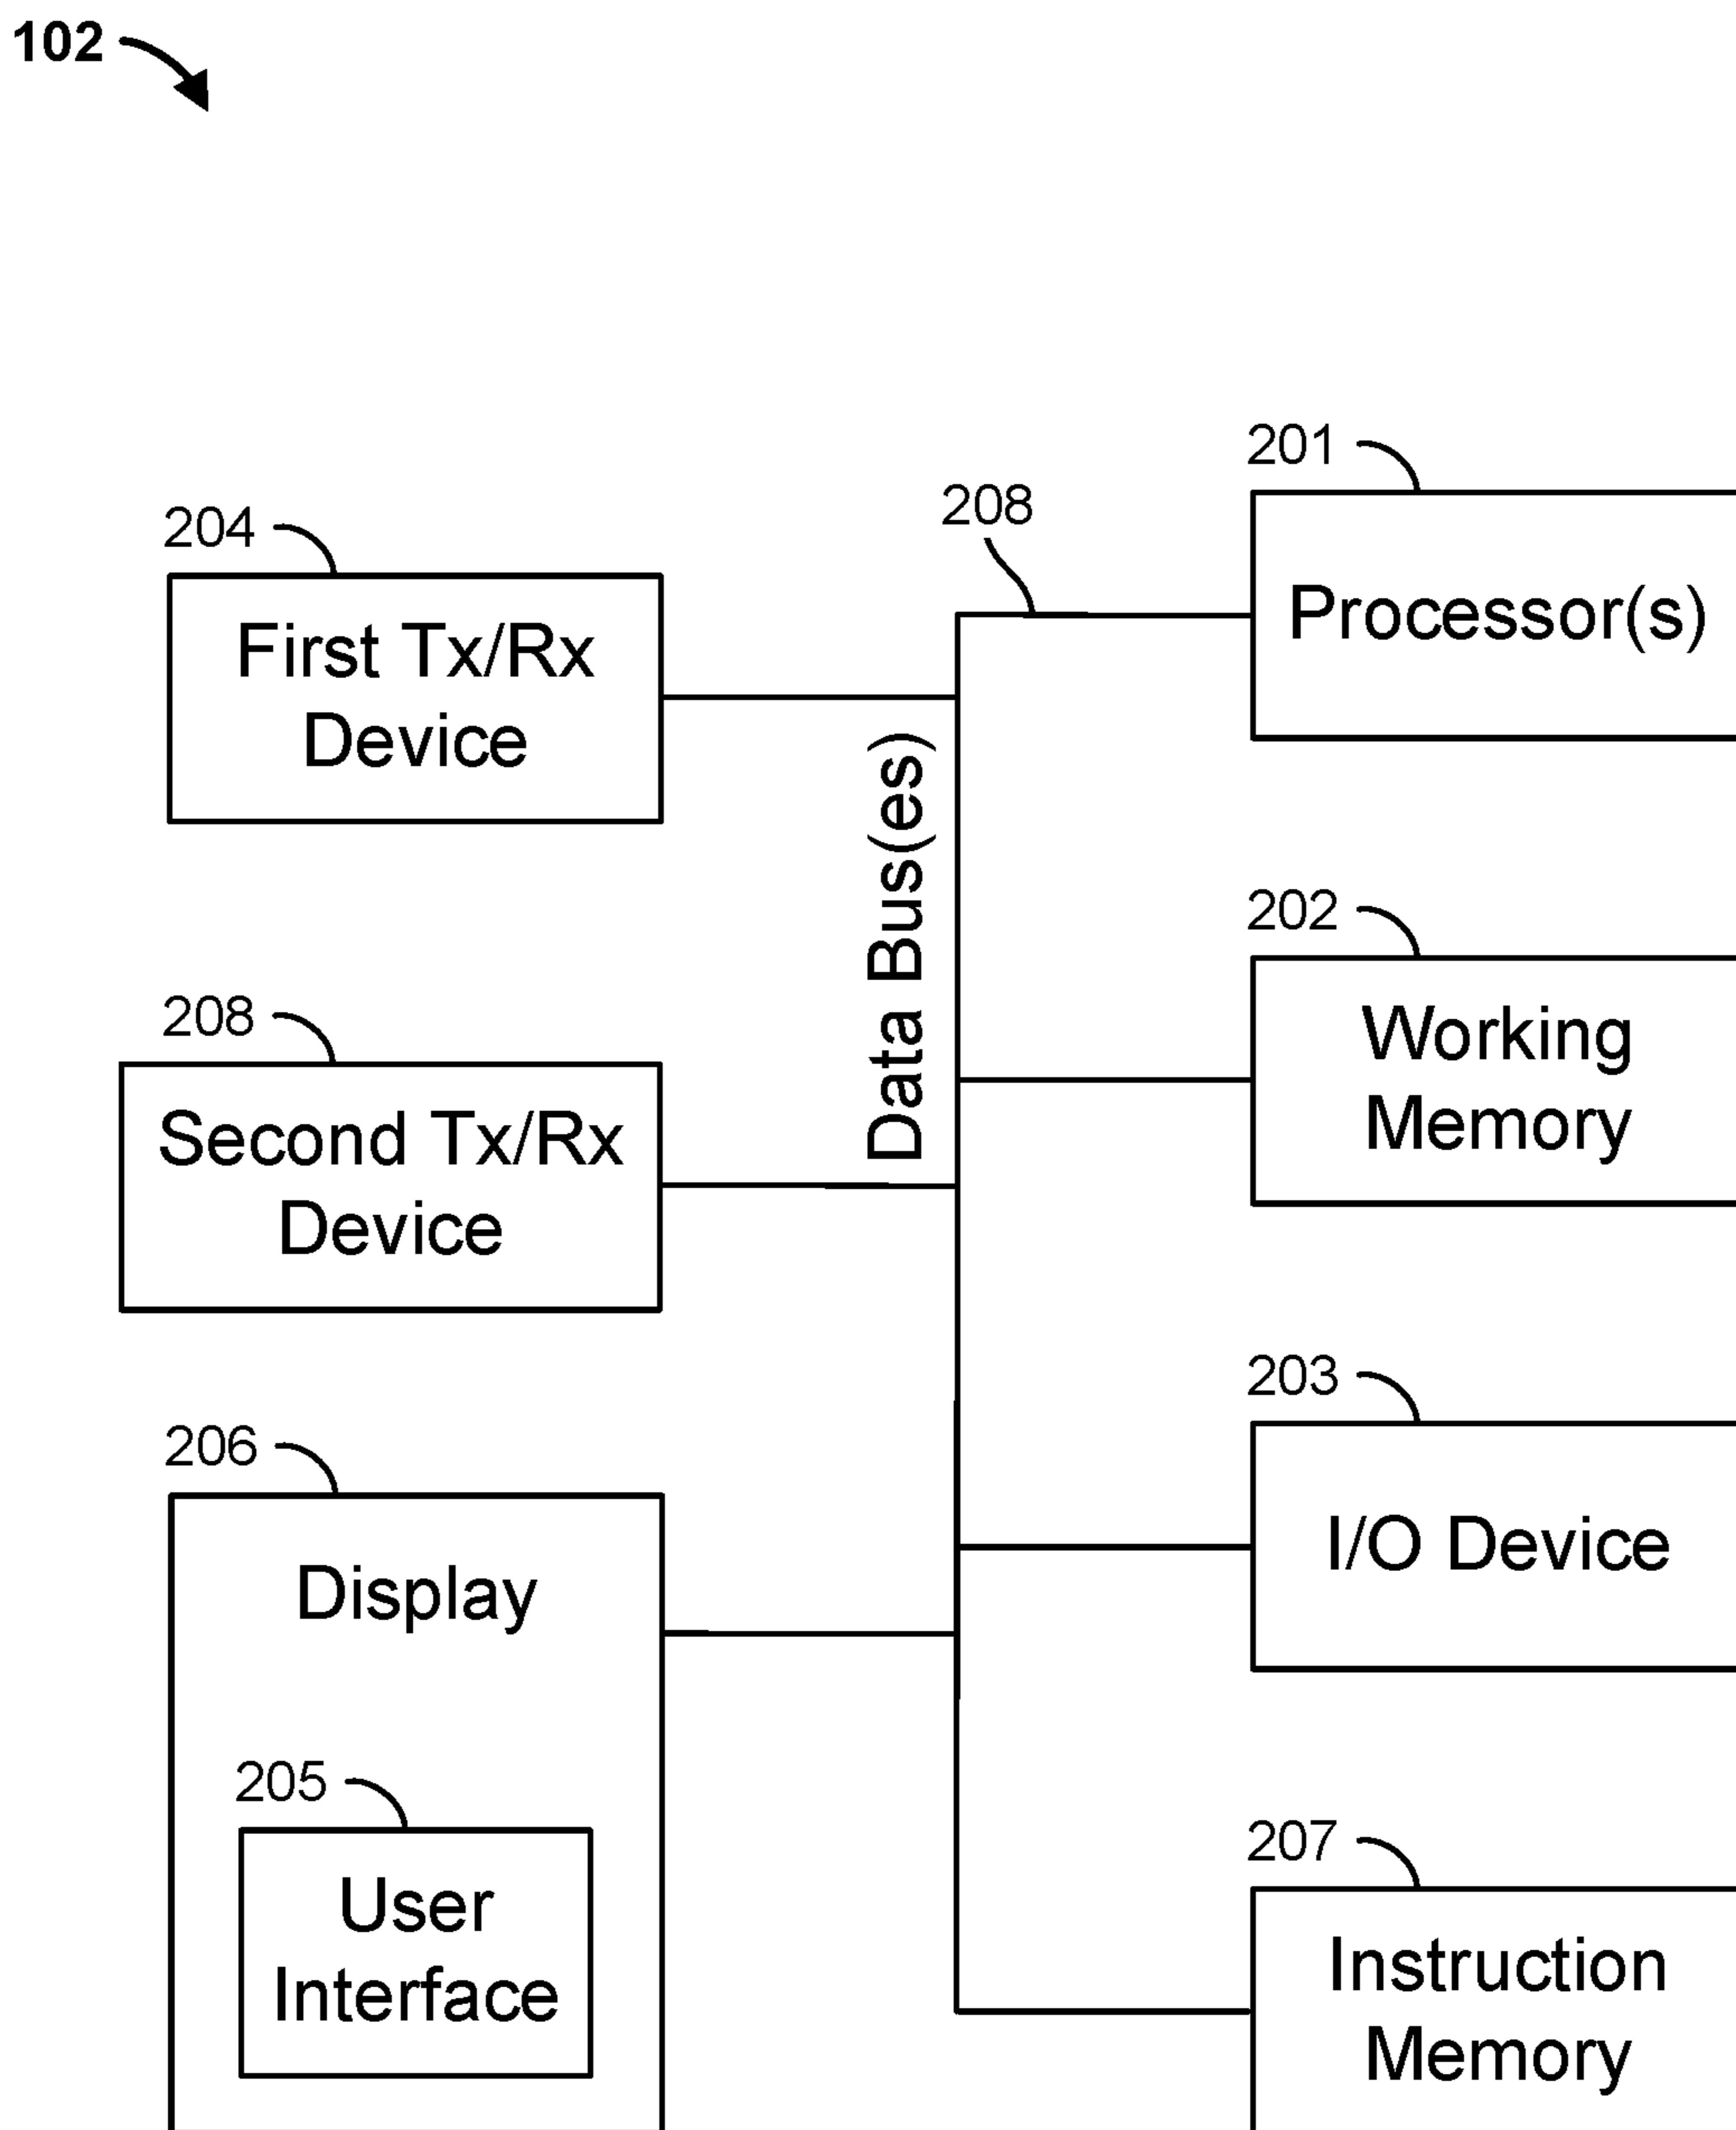 102
201
Processor(s)
208
204
First Tx/Rx
Device
Data Bus(es)
202
Working
Memory
208
Second Tx/Rx
Device
203
I/O Device
206
Display
205
User
Interface
207
Instruction
Memory